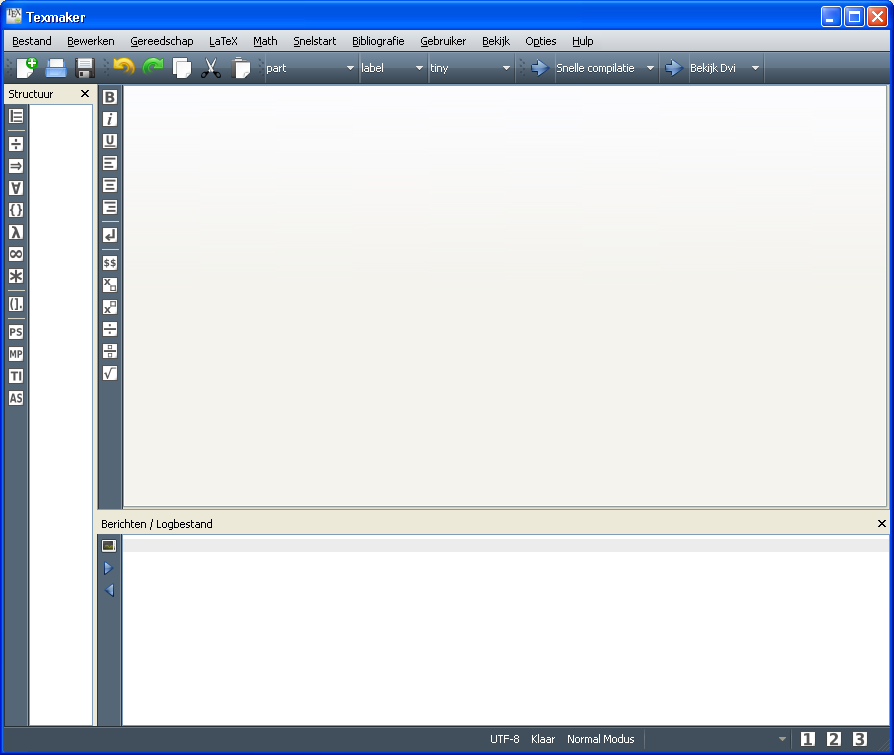 Texmaker
Bestand Bewerken Gereedschap LaTeX Math Snelstart Bibliografie Gebruiker Bekijk Opties Hulp
part label tiny Snelle compilatie Bekijk Dvi
Structuur
B
i
U
÷
⇒
∀
{}
λ
∞
(].
PS
MP
TI
AS
$$
x
x
÷
√
Berichten / Logbestand
UTF-8 Klaar Normal Modus 1 2 3